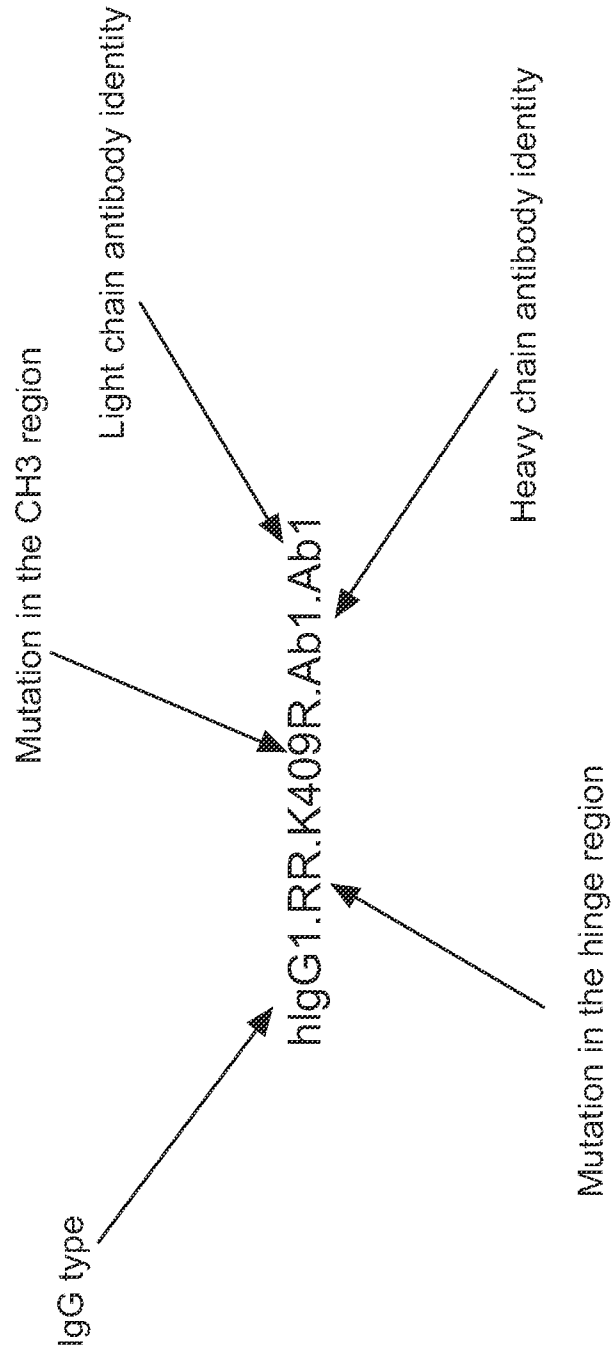 Mutation in the CH3 region
Light chain antibody identity
IgG type
hIgG1.RR.K409R.Ab1.Ab1
Heavy chain antibody identity
Mutation in the hinge region